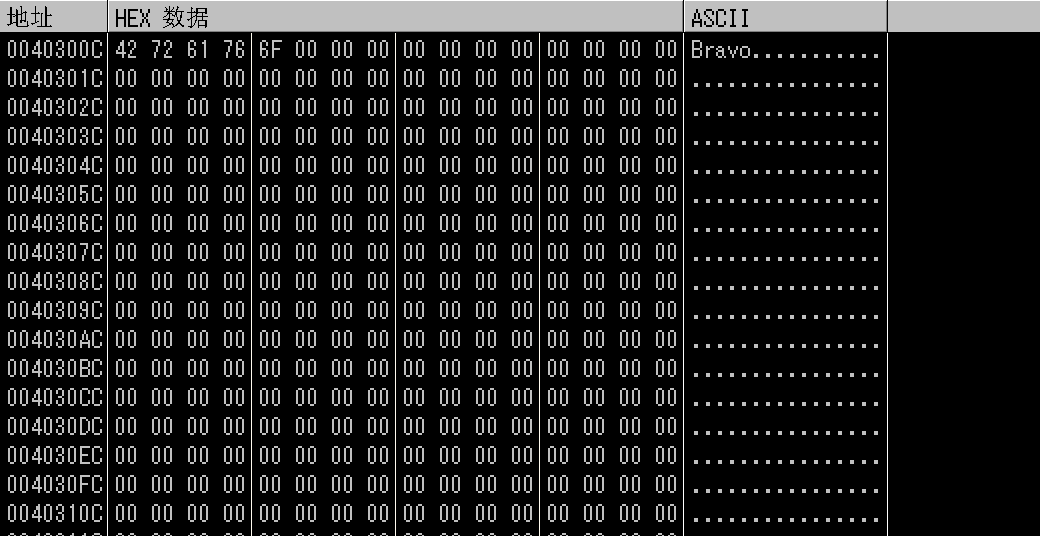 地址 HEX 数据 ASCII
0040300C 42 72 61 76 6F 00 00 00 00 00 00 00 00 00 00 00 Bravo...........
0040301C 00 00 00 00 00 00 00 00 00 00 00 00 00 00 00 00 ................
0040302C 00 00 00 00 00 00 00 00 00 00 00 00 00 00 00 00 ................
0040303C 00 00 00 00 00 00 00 00 00 00 00 00 00 00 00 00 ................
0040304C 00 00 00 00 00 00 00 00 00 00 00 00 00 00 00 00 ................
0040305C 00 00 00 00 00 00 00 00 00 00 00 00 00 00 00 00 ................
0040306C 00 00 00 00 00 00 00 00 00 00 00 00 00 00 00 00 ................
0040307C 00 00 00 00 00 00 00 00 00 00 00 00 00 00 00 00 ................
0040308C 00 00 00 00 00 00 00 00 00 00 00 00 00 00 00 00 ................
0040309C 00 00 00 00 00 00 00 00 00 00 00 00 00 00 00 00 ................
004030AC 00 00 00 00 00 00 00 00 00 00 00 00 00 00 00 00 ................
004030BC 00 00 00 00 00 00 00 00 00 00 00 00 00 00 00 00 ................
004030CC 00 00 00 00 00 00 00 00 00 00 00 00 00 00 00 00 ................
004030DC 00 00 00 00 00 00 00 00 00 00 00 00 00 00 00 00 ................
004030EC 00 00 00 00 00 00 00 00 00 00 00 00 00 00 00 00 ................
004030FC 00 00 00 00 00 00 00 00 00 00 00 00 00 00 00 00 ................
0040310C 00 00 00 00 00 00 00 00 00 00 00 00 00 00 00 00 ................